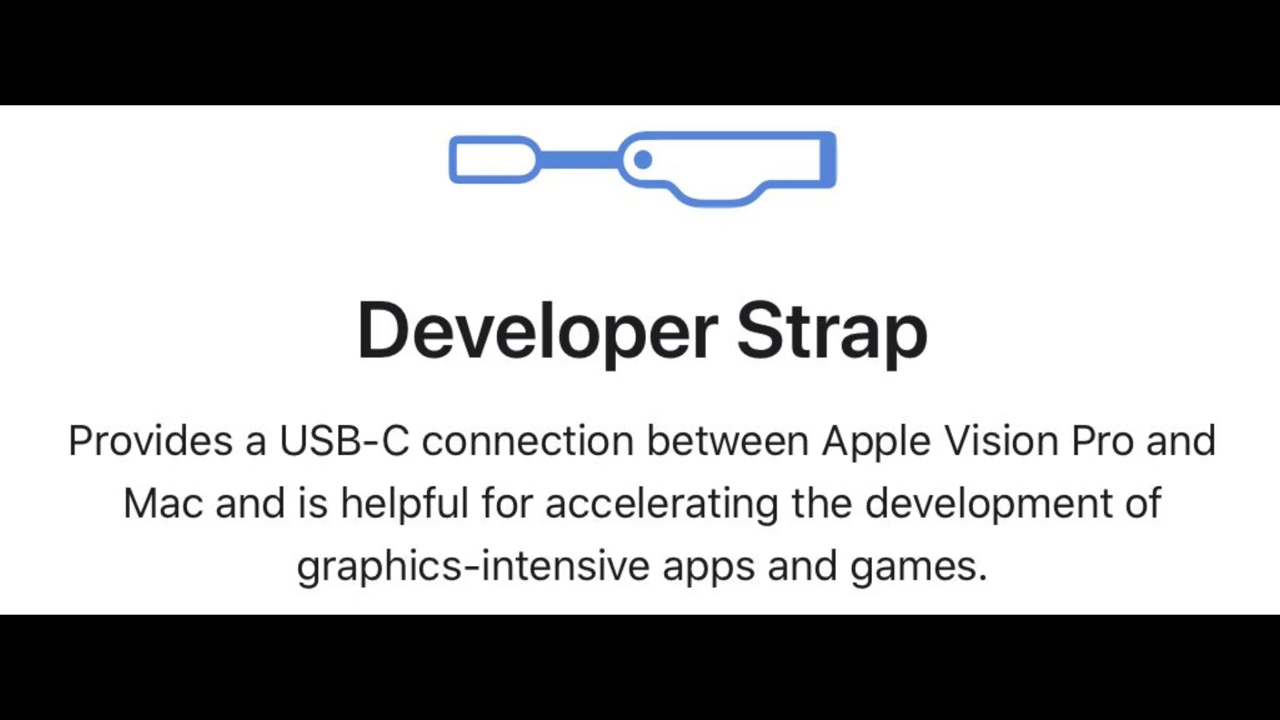 Developer Strap
Provides a USB-C connection between Apple Vision Pro and
Mac and is helpful for accelerating the development of
graphics-intensive apps and games.